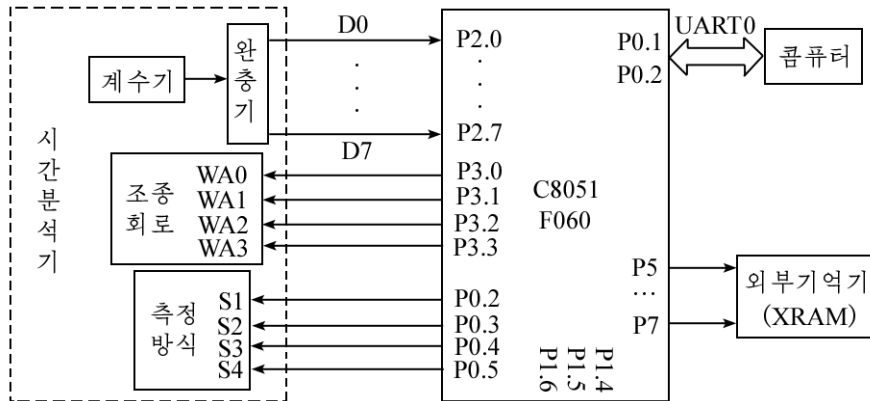 시간분석기
계수기
완충기
D0
.
.
.
D7
조종
회로
WA0
WA1
WA2
WA3
측정
방식
S1
S2
S3
S4
P2.0
.
.
.
P2.7
P3.0
P3.1
P3.2
P3.3
P0.2
P0.3
P0.4
P0.5
C8051
F060
P0.1
P0.2
P5
...
P7
P1.6
P1.5
P1.4
UART0
콤퓨터
외부기억기
(XRAM)